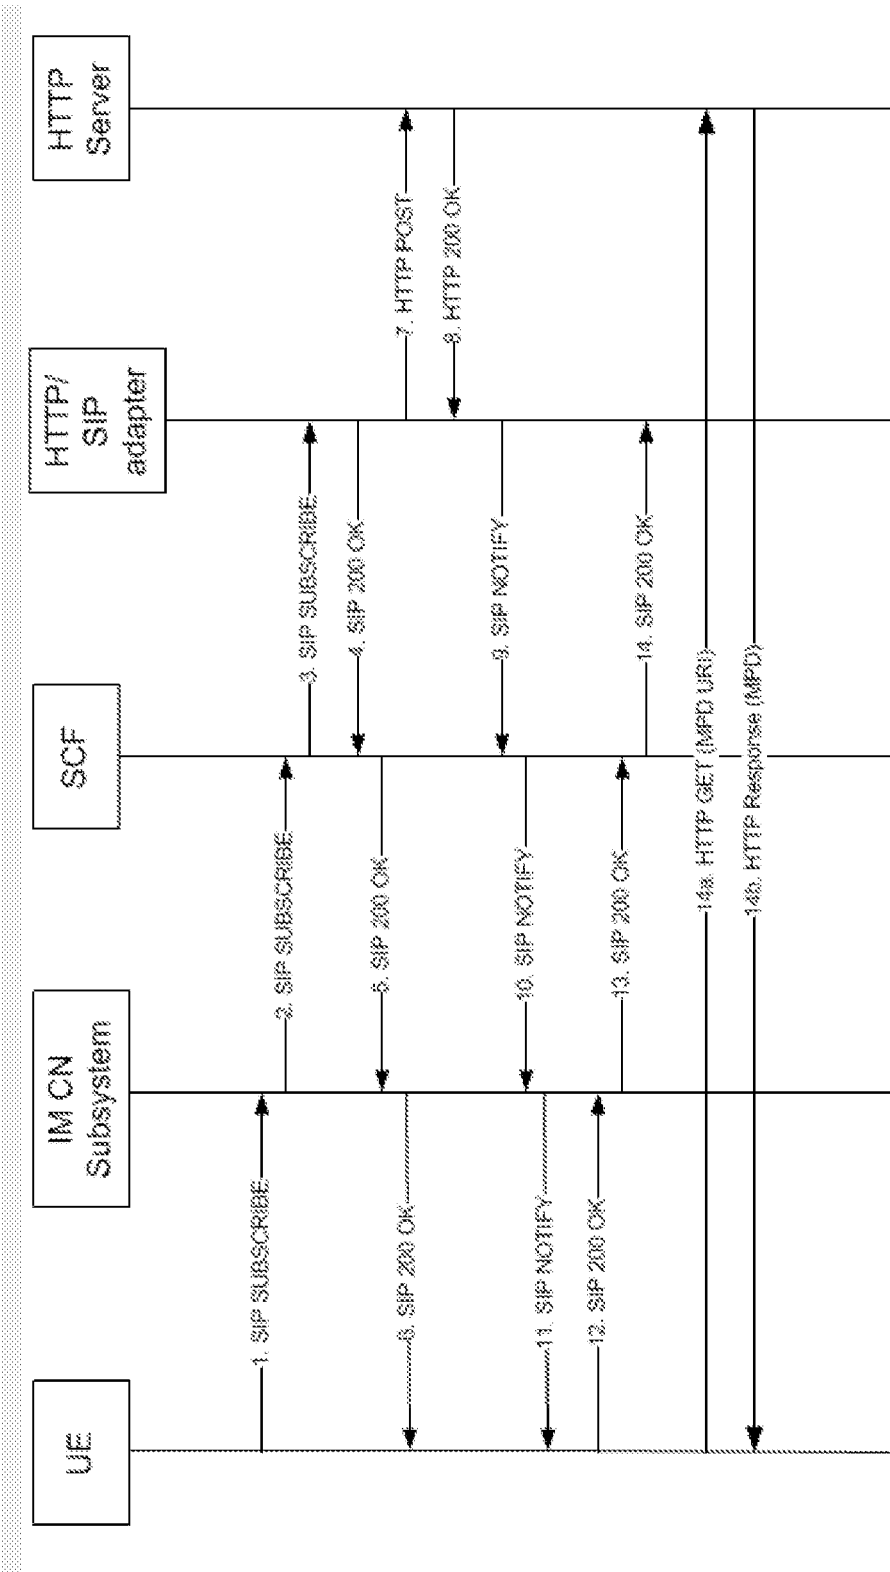 UE
IM CN
Subsystem
SCF
HTTP/
SIP
adapter
HTTP
Server
1. SIP SUBSCRIBE
2. SIP SUBSCRIBE
3. SIP SUBSCRIBE
4. SIP 200 OK
5. SIP 200 OK
6. SIP 200 OK
7. HTTP POST
8. HTTP 200 OK
9. SIP NOTIFY
10. SIP NOTIFY
11. SIP NOTIFY
12. SIP 200 OK
13. SIP 200 OK
14. SIP 200 OK
14a. HTTP GET (MPD URI)
14b. HTTP Response (MPD)